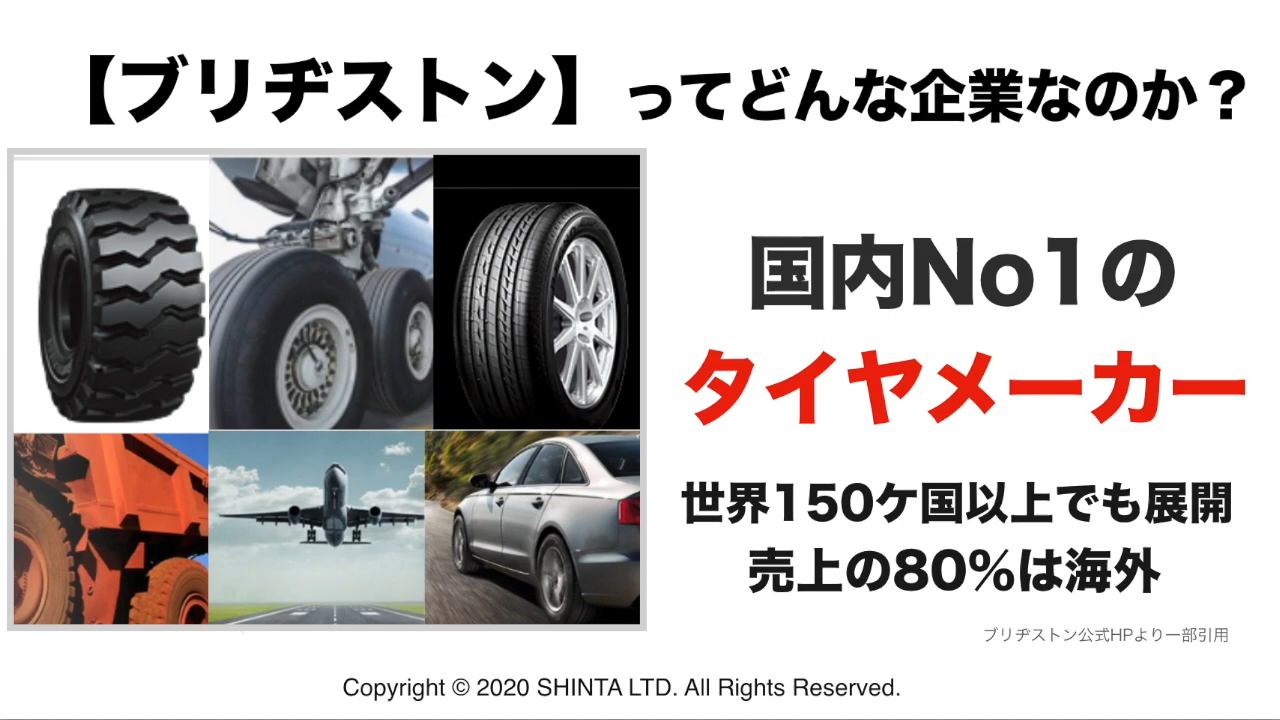 【ブリヂストン】ってどんな企業なのか？
国内No1の
タイヤメーカー
世界150ケ国以上でも展開
売上の80%は海外
ブリヂストン公式HPより一部引用
Copyright © 2020 SHINTA LTD. All Rights Reserved.